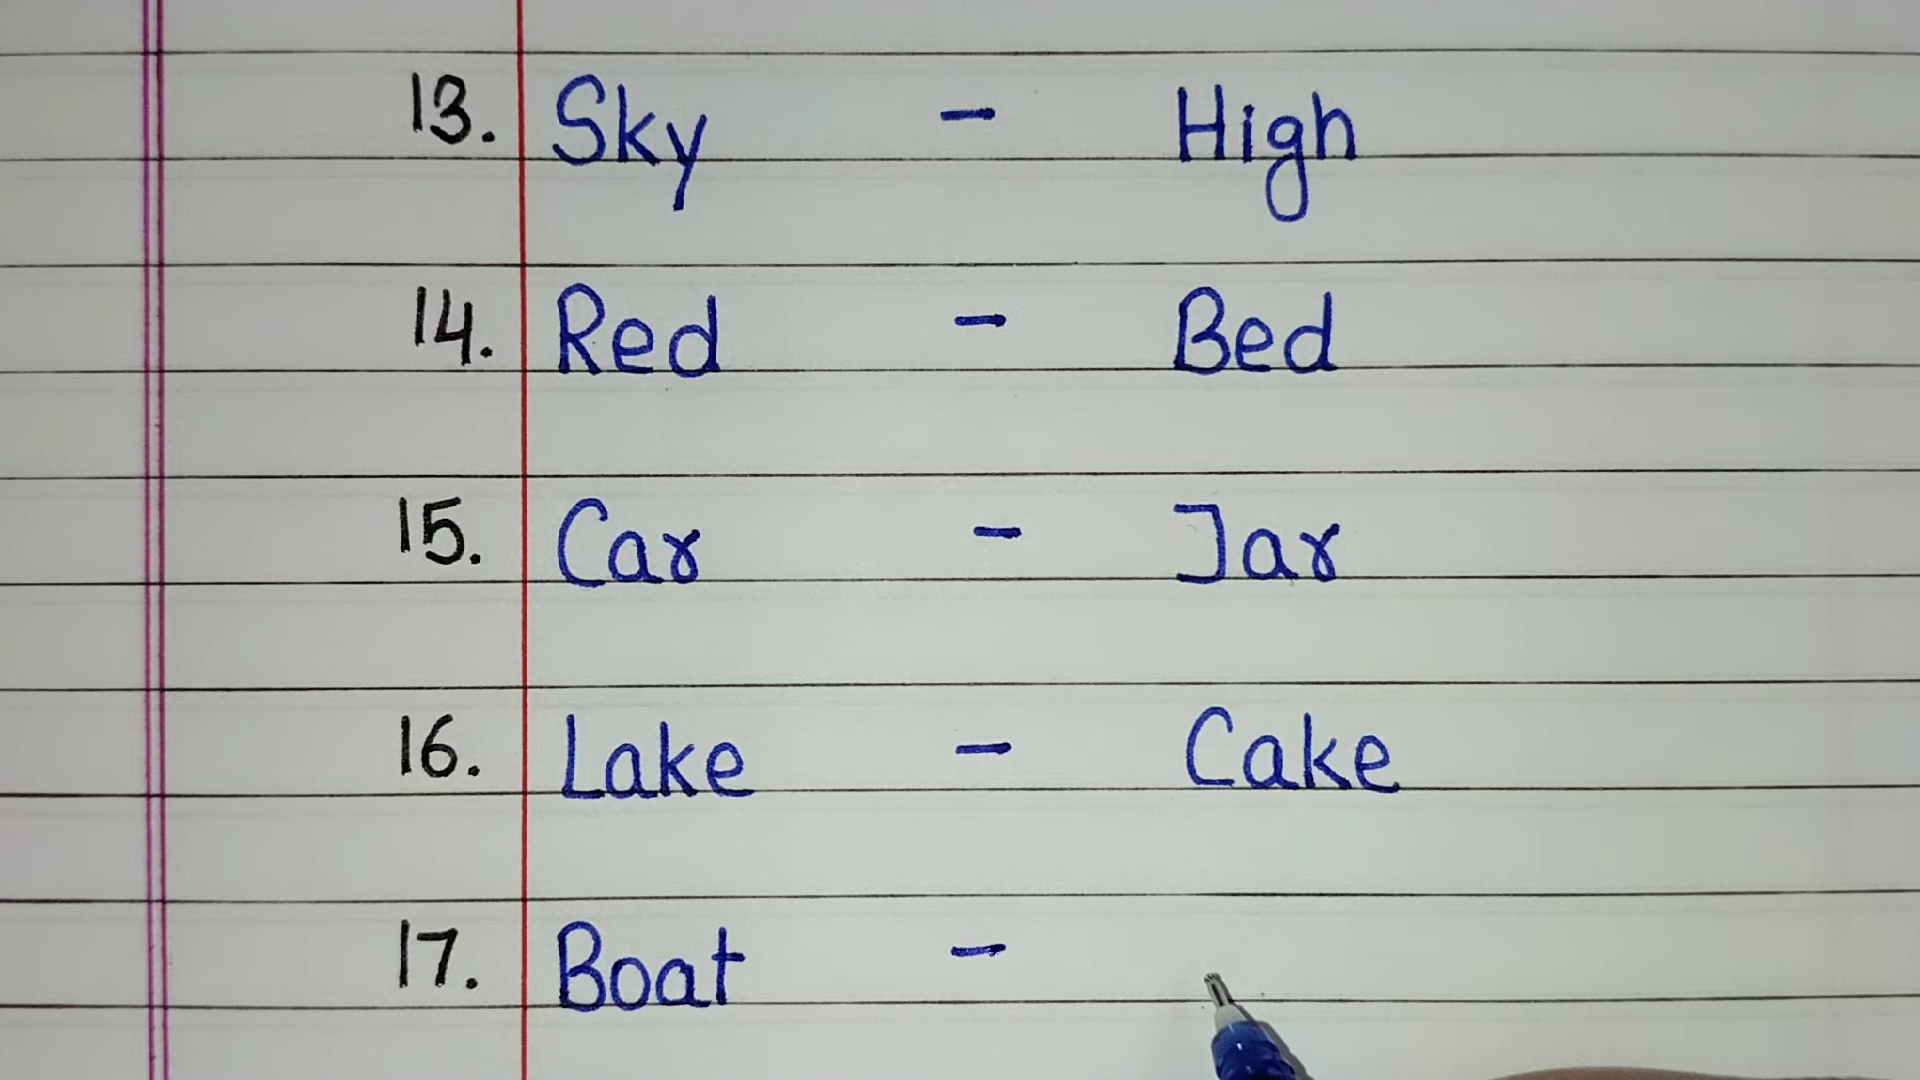 13. Sky - High
14. Red - Bed
15. Car - Jar
16. Lake - Cake
17. Boat -